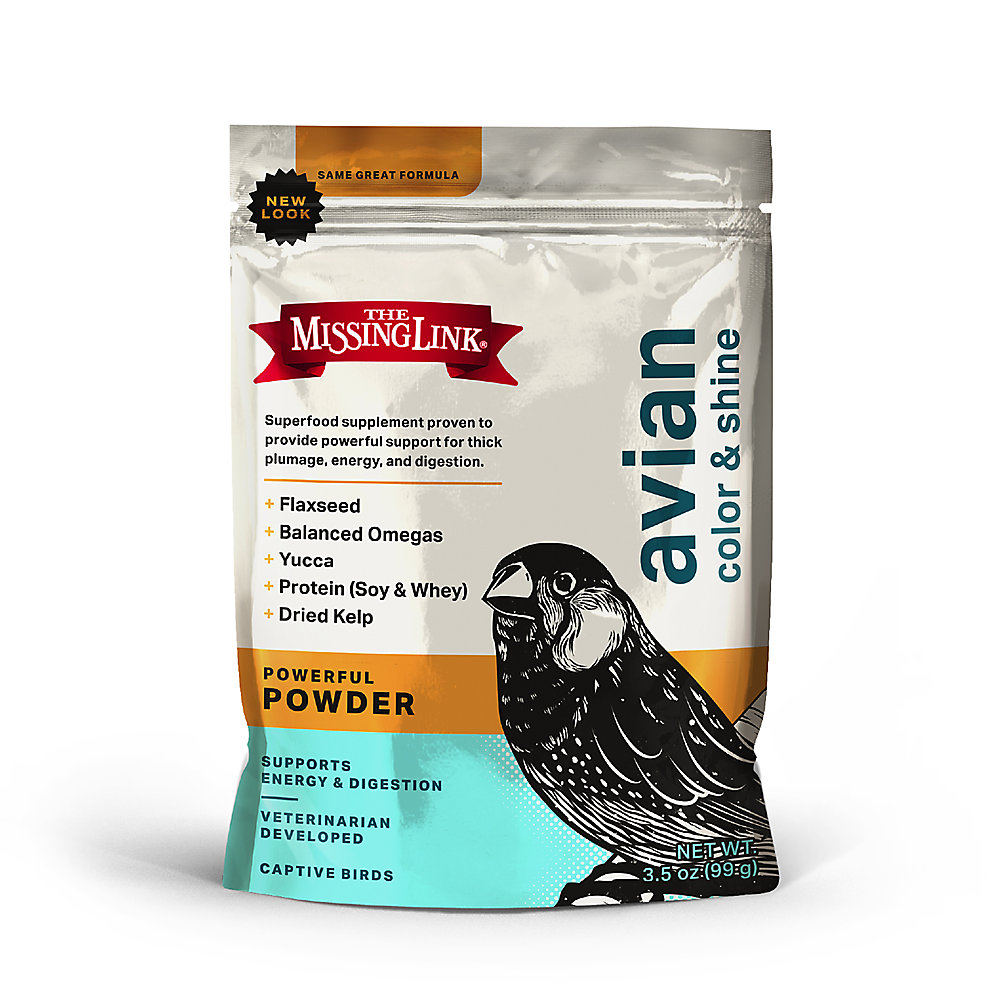 SAME GREAT FORMULA
NEW
LOOK
THE
MISSING LINK®
avian
color & shine
Superfood supplement proven to
provide powerful support for thick
plumage, energy, and digestion.
+ Flaxseed
+ Balanced Omegas
+ Yucca
+ Protein (Soy & Whey)
+ Dried Kelp
POWERFUL
POWDER
SUPPORTS
ENERGY & DIGESTION
VETERINARIAN
DEVELOPED
CAPTIVE BIRDS
NET WT.
3.5 oz (99 g)